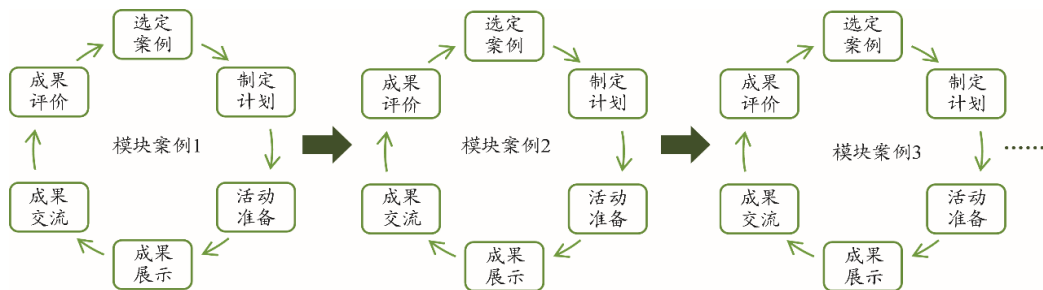 选定
案例
制定
计划
活动
准备
成果
展示
成果
交流
成果
评价
模块案例1
选定
案例
制定
计划
活动
准备
成果
展示
成果
交流
成果
评价
模块案例2
选定
案例
制定
计划
活动
准备
成果
展示
成果
交流
成果
评价
模块案例3
……